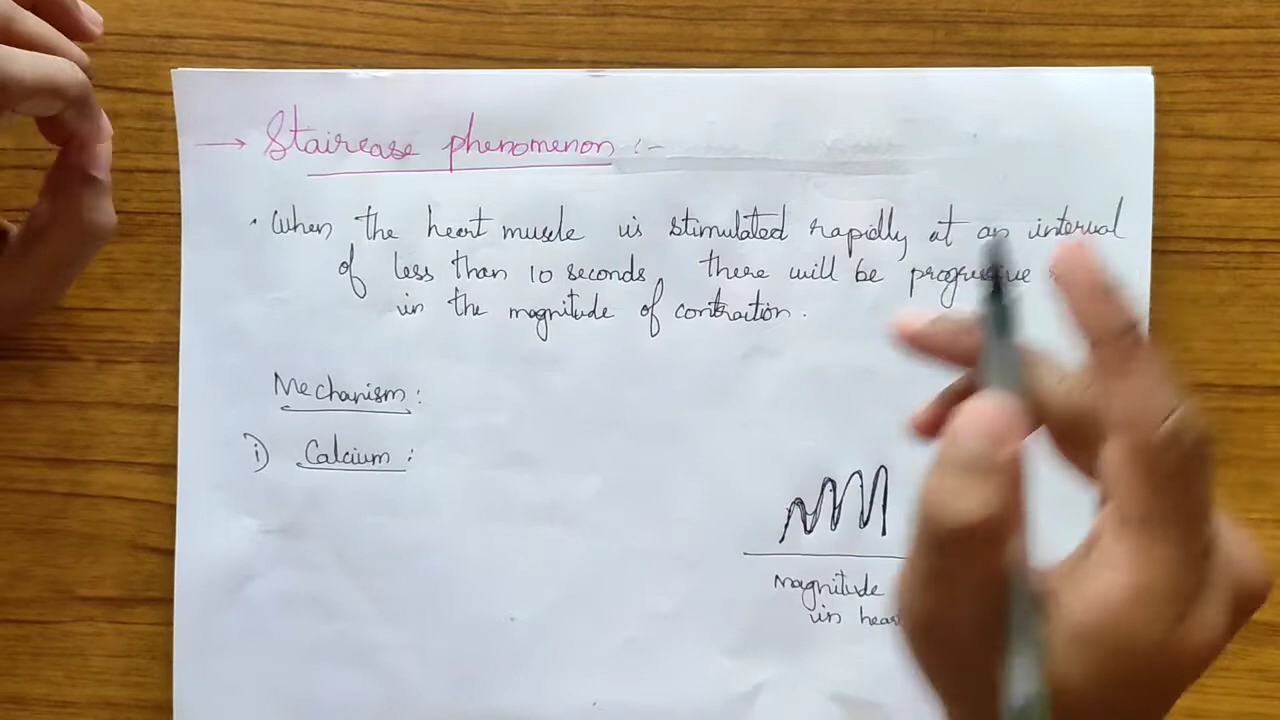 → Staircase phenomenon :-
• When the heart muscle is stimulated rapidly at an interval
of less than 10 seconds, there will be progressive
in the magnitude of contraction.
Mechanism:
i) Calcium:
Magnitude
in